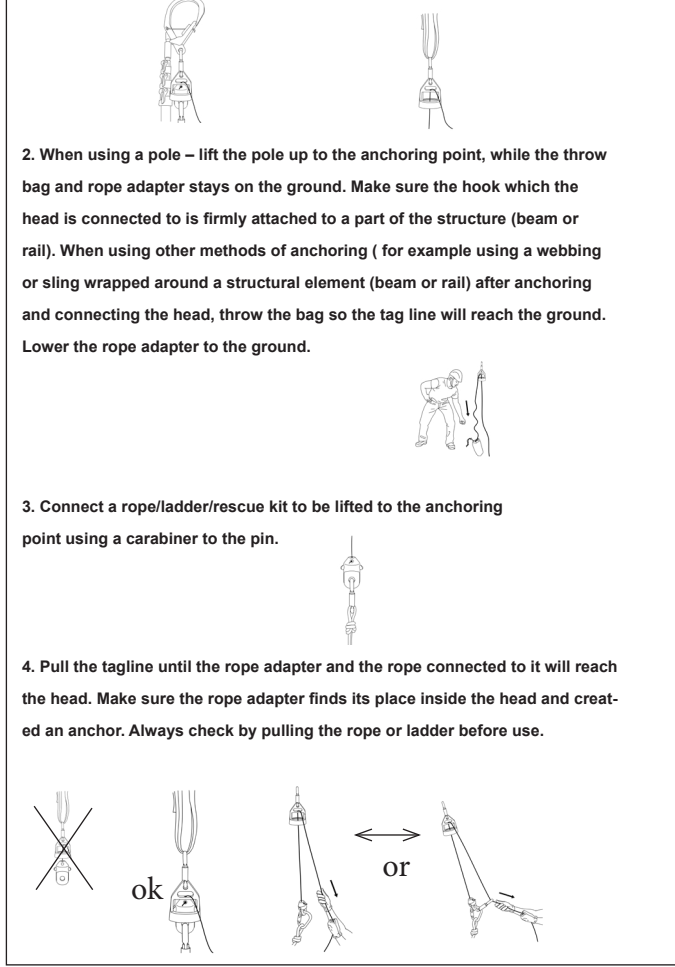 2. When using a pole – lift the pole up to the anchoring point, while the throw
bag and rope adapter stays on the ground. Make sure the hook which the
head is connected to is firmly attached to a part of the structure (beam or
rail). When using other methods of anchoring ( for example using a webbing
or sling wrapped around a structural element (beam or rail) after anchoring
and connecting the head, throw the bag so the tag line will reach the ground.
Lower the rope adapter to the ground.
3. Connect a rope/ladder/rescue kit to be lifted to the anchoring
point using a carabiner to the pin.
4. Pull the tagline until the rope adapter and the rope connected to it will reach
the head. Make sure the rope adapter finds its place inside the head and creat-
ed an anchor. Always check by pulling the rope or ladder before use.
ok
or